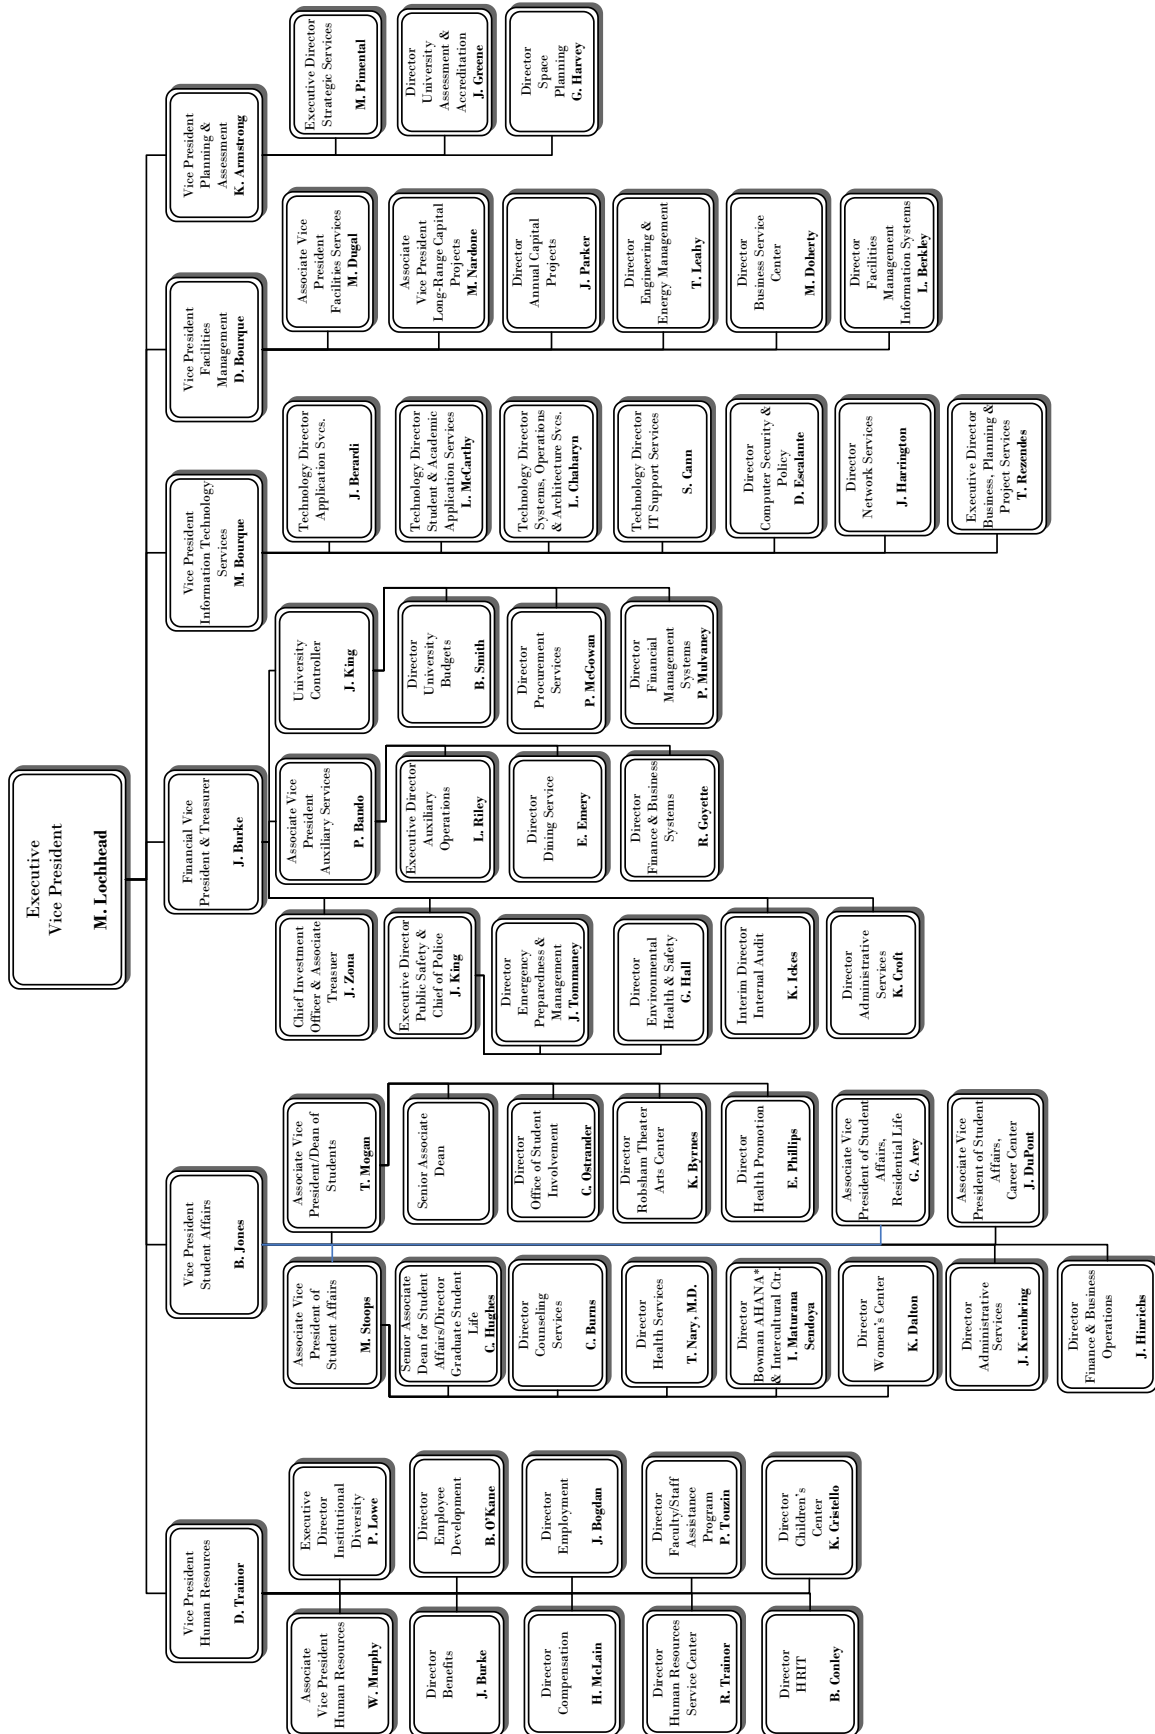 Executive
Vice President
M. Lochhead
Vice President
Human Resources
D. Trainor
Associate
Vice President
Human Resources
W. Murphy
Executive
Director
Institutional
Diversity
P. Lowe
Director
Benefits
J. Burke
Director
Employee
Development
B. O'Kane
Director
Compensation
H. McLain
Director
Employment
J. Bogdan
Director
Human Resources
Service Center
R. Trainor
Director
Faculty/Staff
Assistance
Program
P. Touzin
Director
HRIT
B. Conley
Director
Children's
Center
K. Cristello
Vice President
Student Affairs
B. Jones
Associate Vice
President of
Student Affairs
M. Stoops
Senior Associate
Dean for Student
Affairs/Director
Graduate Student
Life
C. Hughes
Director
Counseling
Services
C. Burns
Director
Health Services
T. Nary, M.D.
Director
Bowman AHANA*
& Intercultural Ctr.
I. Maturana
Sendoya
Director
Women's Center
K. Dalton
Director
Administrative
Services
J. Kreinbring
Director
Finance & Business
Operations
J. Hinrichs
Associate Vice
President/Dean of
Students
T. Mogan
Senior Associate
Dean
Director
Office of Student
Involvement
C. Ostrander
Director
Robsham Theater
Arts Center
K. Byrnes
Director
Health Promotion
E. Phillips
Associate Vice
President of Student
Affairs,
Residential Life
G. Arey
Associate Vice
President of Student
Affairs,
Career Center
J. DuPont
Financial Vice
President & Treasurer
J. Burke
Chief Investment
Officer & Associate
Treasuer
J. Zona
Executive Director
Public Safety &
Chief of Police
J. King
Director
Emergency
Preparedness &
Management
J. Tommaney
Director
Environmental
Health & Safety
G. Hall
Interim Director
Internal Audit
K. Ickes
Director
Administrative
Services
K. Croft
Associate Vice
President
Auxiliary Services
P. Bando
Executive Director
Auxiliary
Operations
L. Riley
Director
Dining Service
E. Emery
Director
Finance & Business
Systems
R. Goyette
University
Controller
J. King
Director
University
Budgets
B. Smith
Director
Procurement
Services
P. McGowan
Director
Financial
Management
Systems
P. Mulvaney
Vice President
Information Technology
Services
M. Bourque
Technology Director
Application Svcs.
J. Berardi
Technology Director
Student & Academic
Application Services
L. McCarthy
Technology Director
Systems, Operations
& Architecture Svcs.
L. Chaharyn
Technology Director
IT Support Services
S. Cann
Director
Computer Security &
Policy
D. Escalante
Director
Network Services
J. Harrington
Executive Director
Business, Planning &
Project Services
T. Rezendes
Vice President
Facilities
Management
D. Bourque
Associate Vice
President
Facilities Services
M. Dugal
Associate
Vice President
Long-Range Capital
Projects
M. Nardone
Director
Annual Capital
Projects
J. Parker
Director
Engineering &
Energy Management
T. Leahy
Director
Business Service
Center
M. Doherty
Director
Facilities
Management
Information Systems
L. Berkley
Vice President
Planning &
Assessment
K. Armstrong
Executive Director
Strategic Services
M. Pimental
Director
University
Assessment &
Accreditation
J. Greene
Director
Space
Planning
G. Harvey